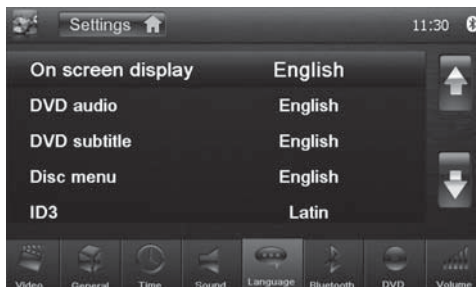 Settings 11:30
On screen display English
DVD audio English
DVD subtitle English
Disc menu English
ID3 Latin
Video General Time Sound Language Bluetooth DVD Volume